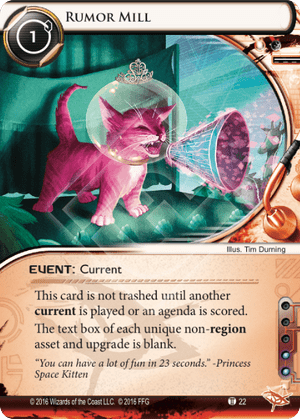 RUMOR MILL
1
Illus. Tim Durning
EVENT: Current
This card is not trashed until another
current is played or an agenda is scored.
The text box of each unique non-region
asset and upgrade is blank.
"You can have a lot of fun in 23 seconds." -Princess
Space Kitten
© 2016 Wizards of the Coast LLC. © 2016 FFG
22